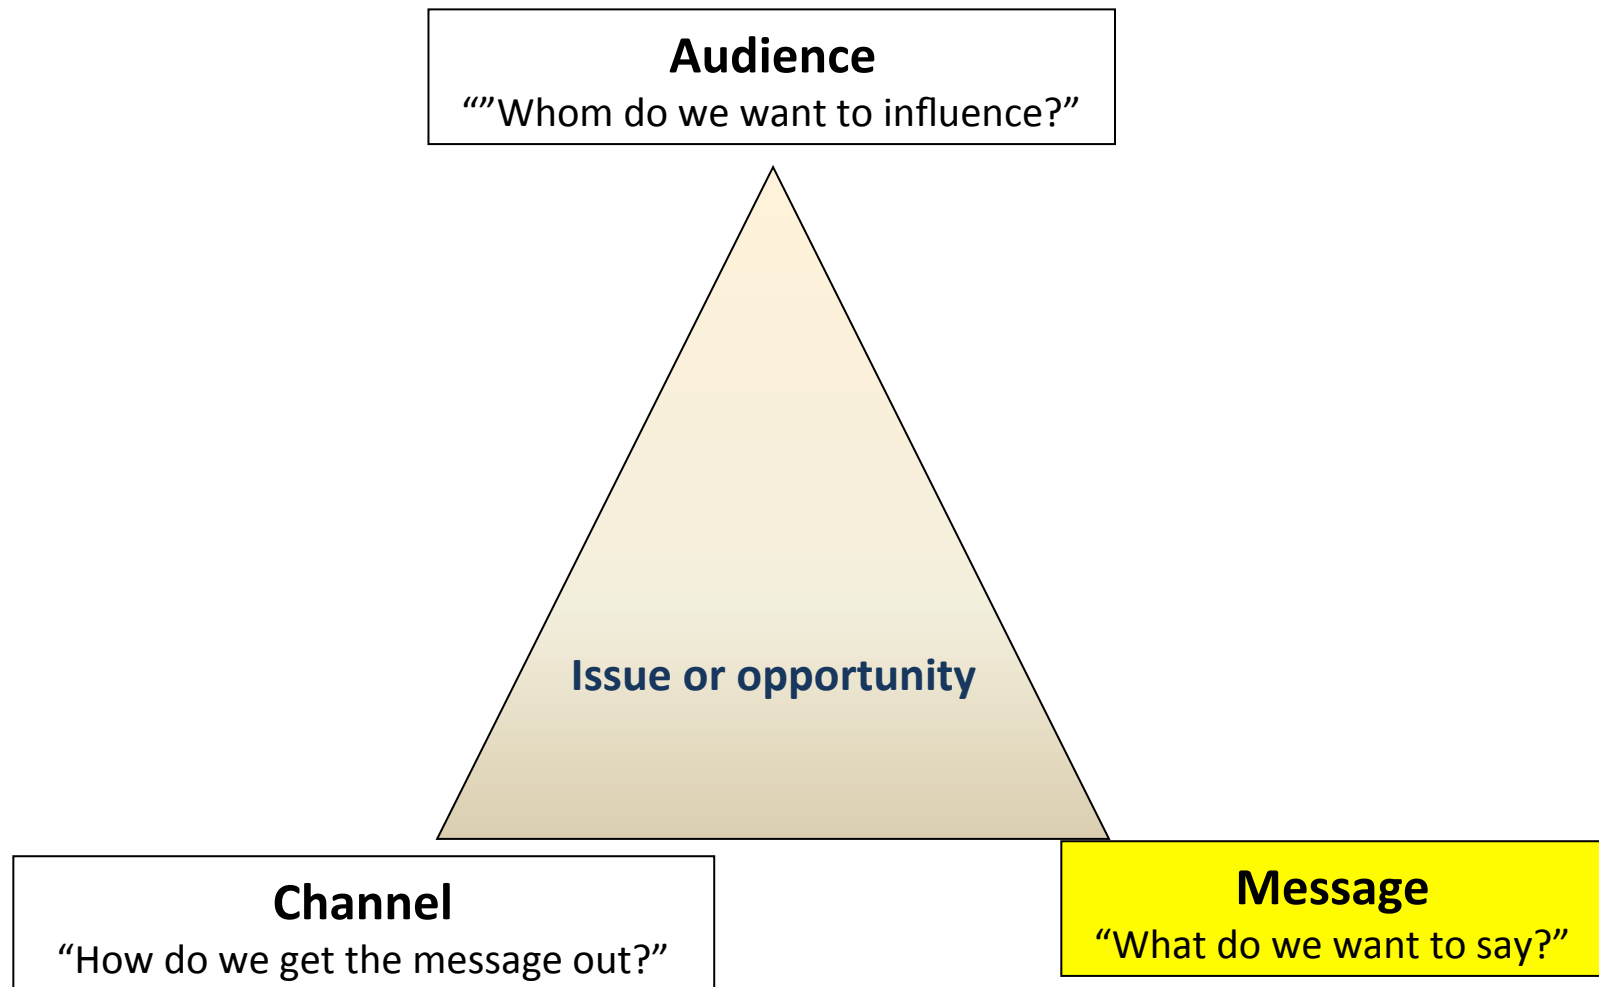 Audience
“”Whom do we want to influence?”
Issue or opportunity
Channel
“How do we get the message out?”
Message
“What do we want to say?”